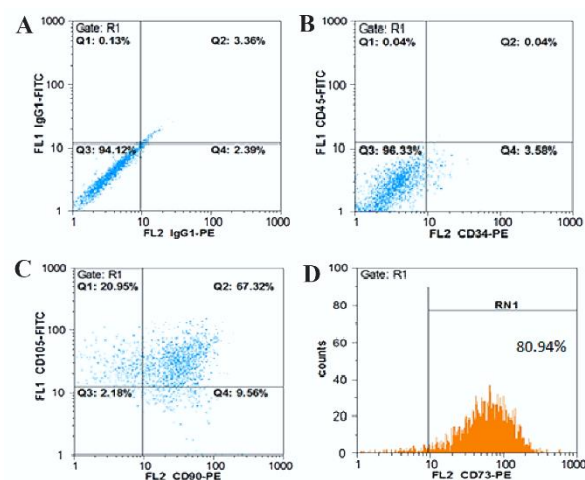 A
Gate: R1
Q1: 0.13%
Q2: 3.36%
Q3: 94.12%
Q4: 2.39%
FL1 IgG1-FITC
1000
100
10
1
1
10
100
1000
FL2 IgG1-PE
B
Gate: R1
Q1: 0.04%
Q2: 0.04%
Q3: 96.33%
Q4: 3.58%
FL1 CD45-FITC
1000
100
10
1
1
10
100
1000
FL2 CD34-PE
C
Gate: R1
Q1: 20.95%
Q2: 67.32%
Q3: 2.18%
Q4: 9.56%
FL1 CD105-FITC
1000
100
10
1
1
10
100
1000
FL2 CD90-PE
D
Gate: R1
RN1
80.94%
counts
100
80
60
40
20
0
1
10
100
1000
FL2 CD73-PE